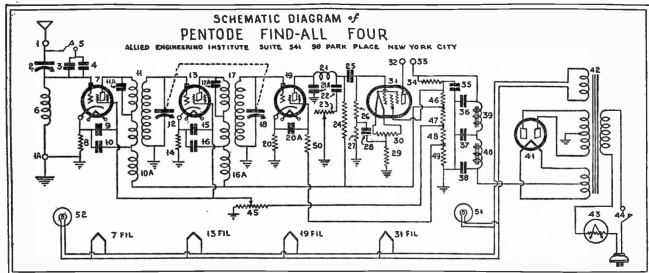 SCHEMATIC DIAGRAM of
PENTODE FIND-ALL FOUR
ALLIED ENGINEERING INSTITUTE SUITE 541 98 PARK PLACE NEW YORK CITY
1 5 2 3 4 7 11A 11 13 17A 17 19 21 25 32 33 42
31 34 35
6 12 18 21A 22 23 26 46 36 39
9 15 24 47 37 41
1A 8 10 14 16 20 20A 50 27 28 30 48 40
10A 16A 29 49 38
45 43 44
52 51
7 FIL 13 FIL 19 FIL 31 FIL